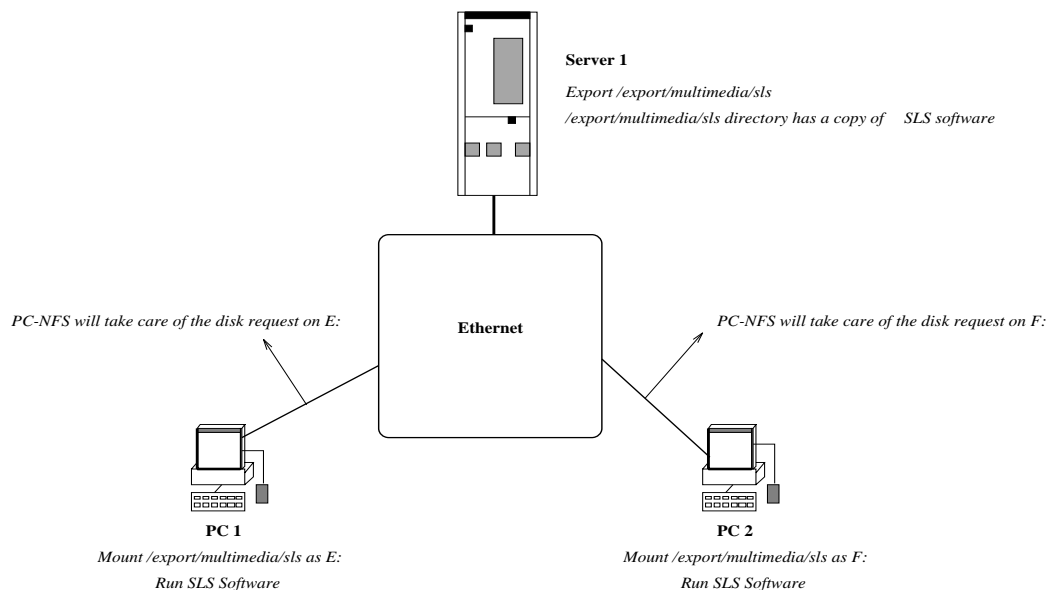 Server 1
Export /export/multimedia/sls
/export/multimedia/sls directory has a copy of SLS software
PC-NFS will take care of the disk request on E:
Ethernet
PC-NFS will take care of the disk request on F:
PC 1
Mount /export/multimedia/sls as E:
Run SLS Software
PC 2
Mount /export/multimedia/sls as F:
Run SLS Software